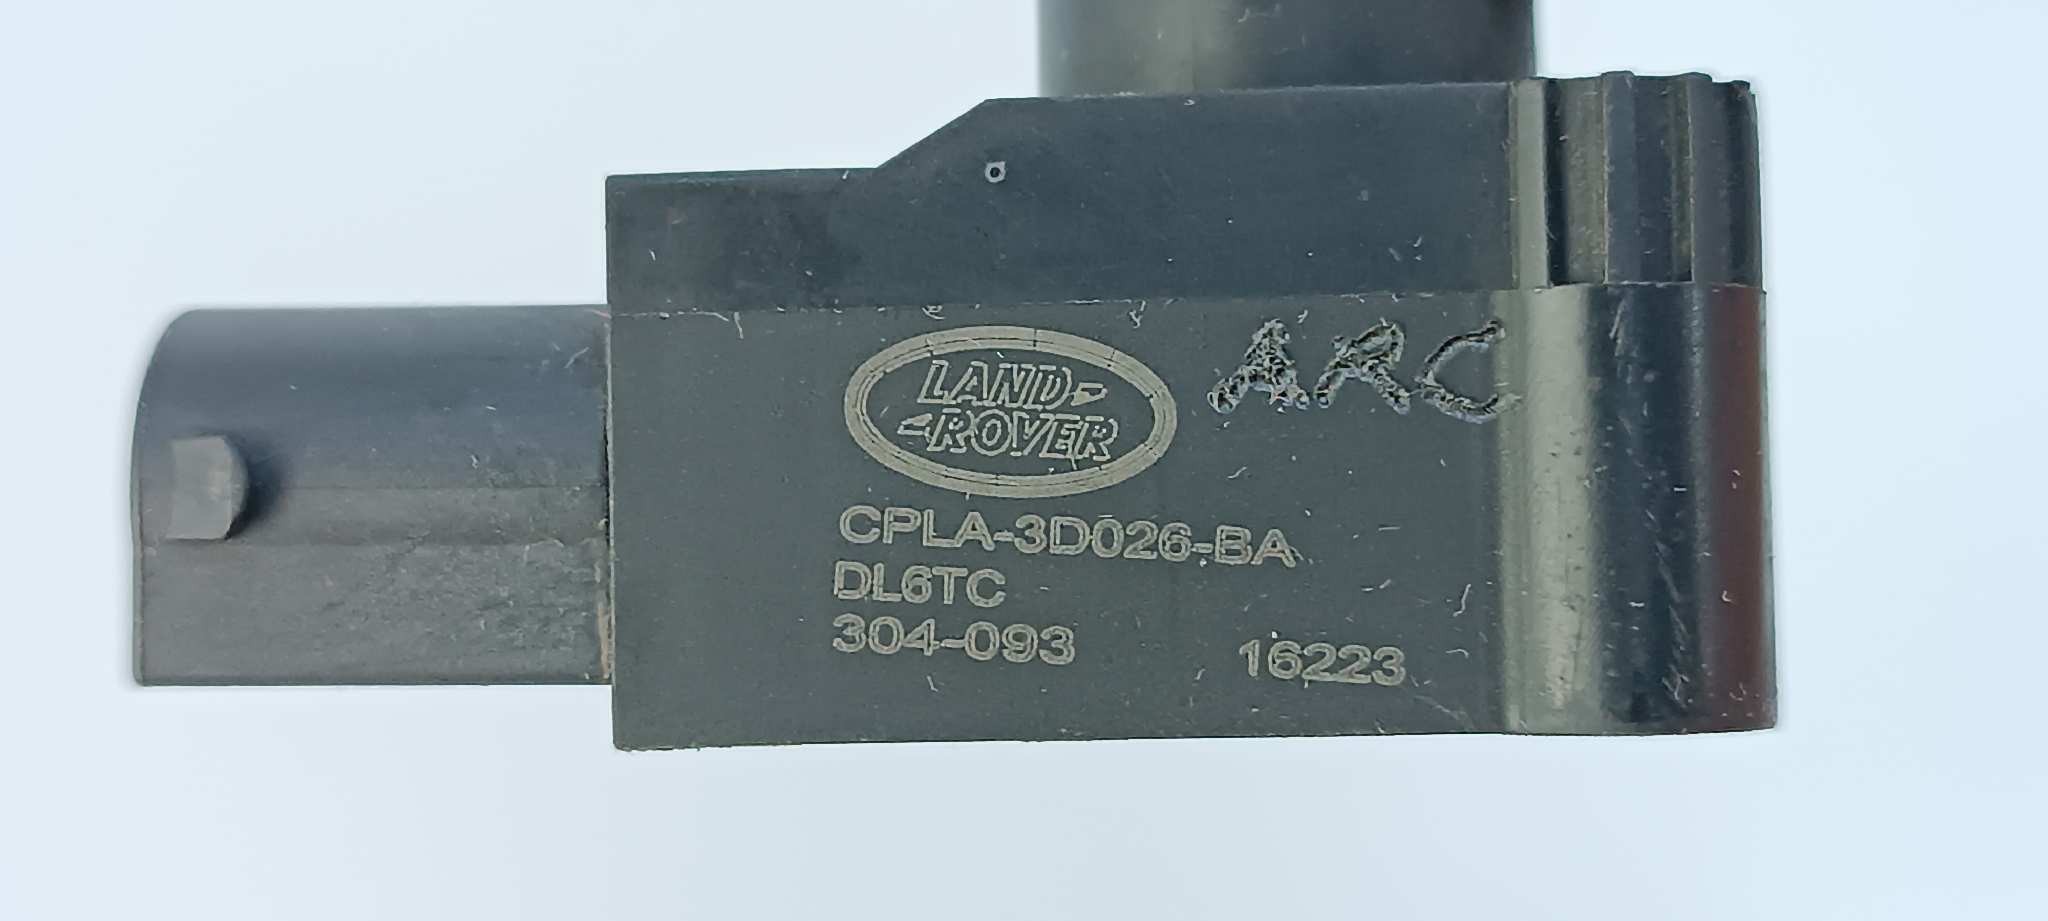 LAND
ROVER
ARC
CPLA-3D026-BA
DL6TC
304-093 16223